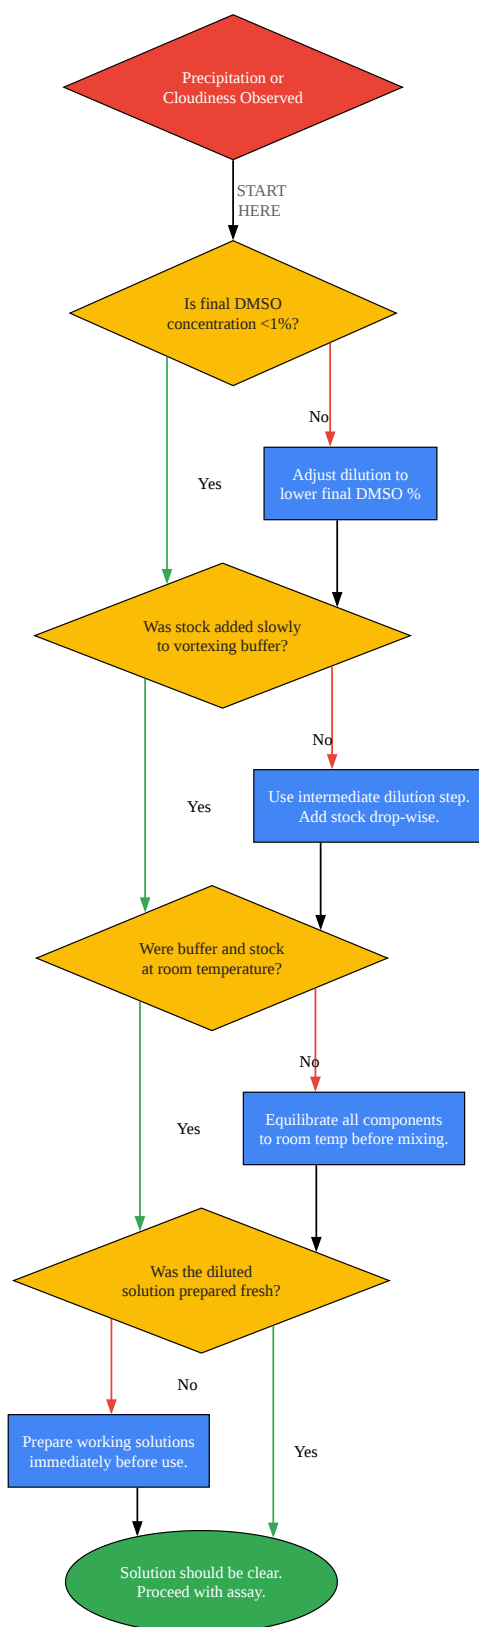 Precipitation or
Cloudiness Observed
START
HERE
Is final DMSO
concentration <1%?
No
Adjust dilution to
lower final DMSO %
Yes
Was stock added slowly
to vortexing buffer?
No
Use intermediate dilution step.
Add stock drop-wise.
Yes
Were buffer and stock
at room temperature?
No
Equilibrate all components
to room temp before mixing.
Yes
Was the diluted
solution prepared fresh?
No
Prepare working solutions
immediately before use.
Yes
Solution should be clear.
Proceed with assay.